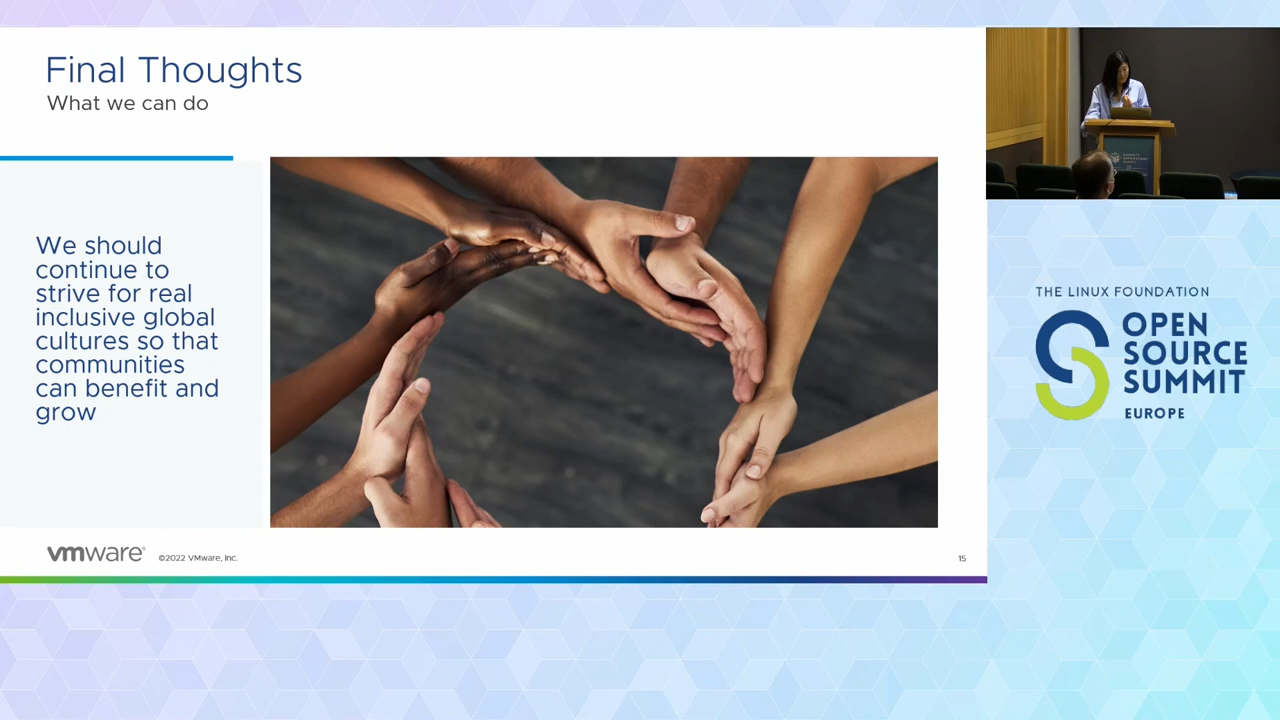 Final Thoughts
What we can do
We should
continue to
strive for real
inclusive global
cultures so that
communities
can benefit and
grow
vmware®
©2022 VMware, Inc.
15
THE LINUX FOUNDATION
OPEN
SOURCE
SUMMIT
EUROPE